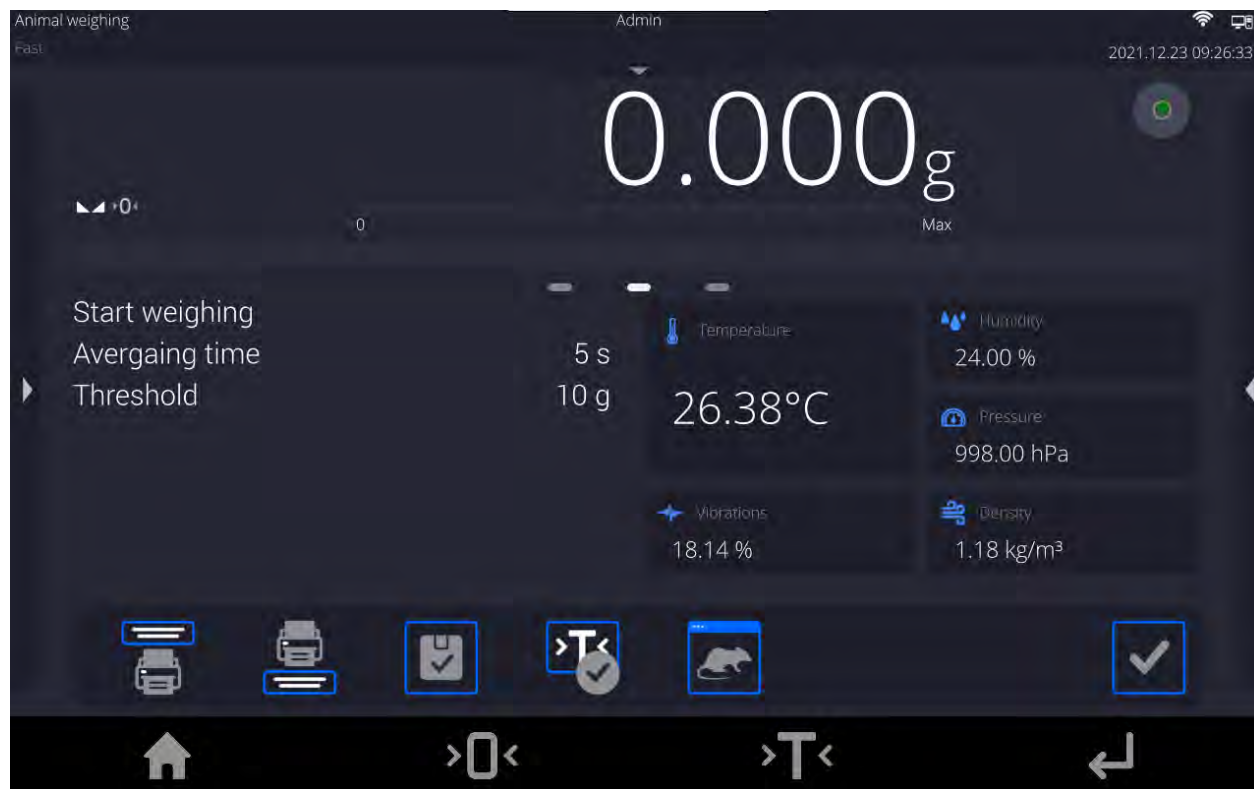 Animal weighing
Admin
Fast
2021.12.23 09:26:33
0.000g
0
0
Max
Start weighing
Avergaing time 5 s
Threshold 10 g
Temperature
26.38°C
Humidity
24.00 %
Pressure
998.00 hPa
Vibrations
18.14 %
Density
1.18 kg/m³
>T<
>0<
>T<